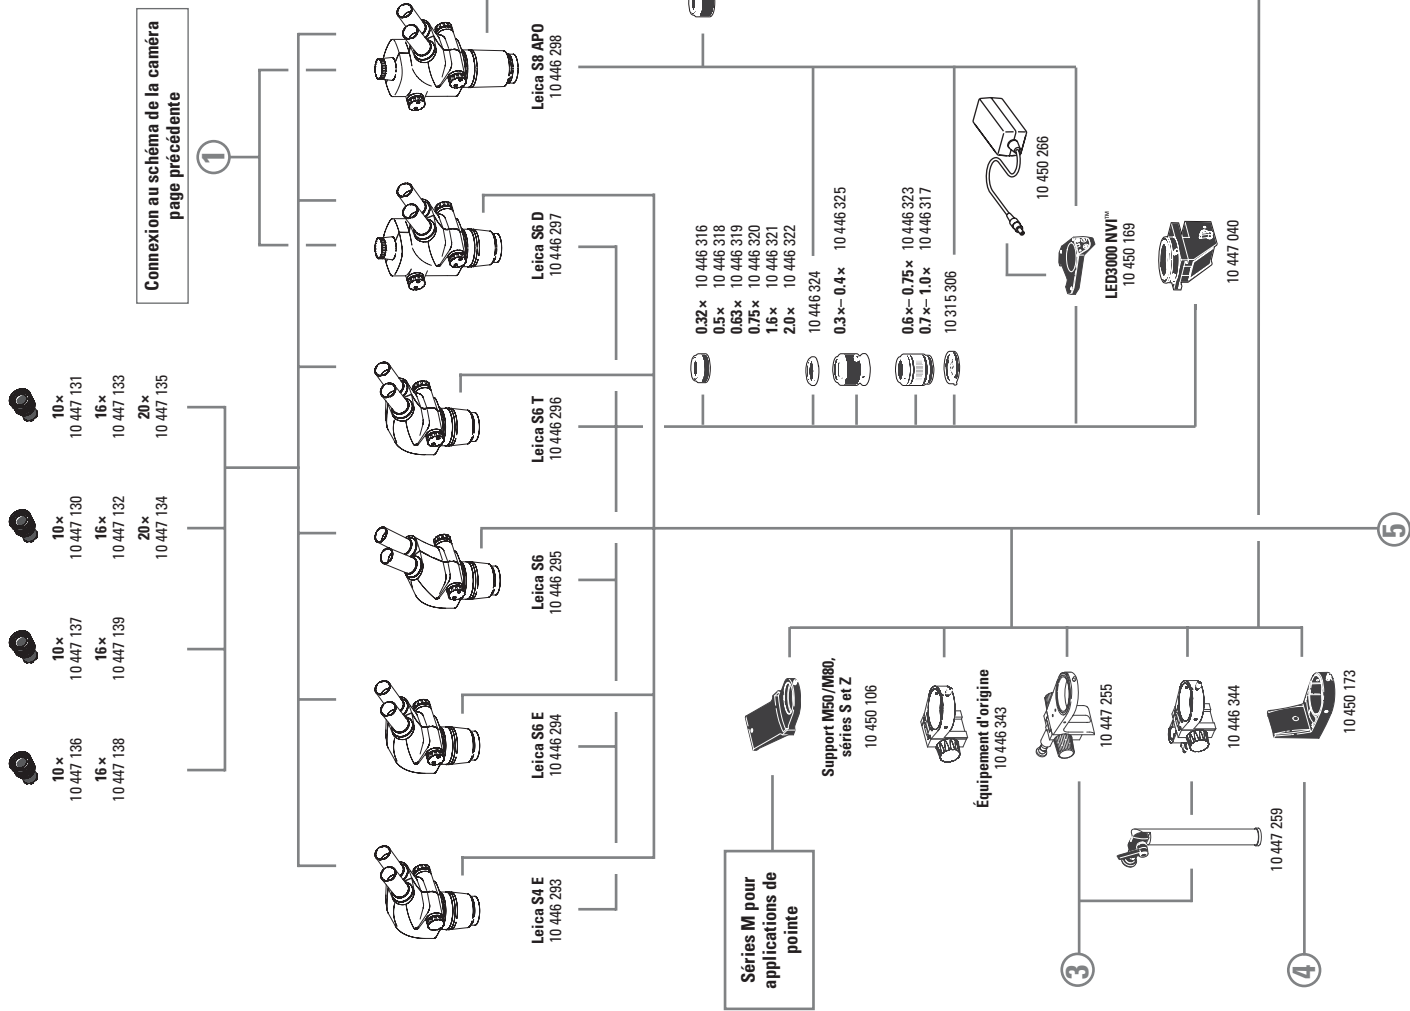 Connexion au schéma de la caméra
page précédente
1
10×
10 447 136
16×
10 447 138
10×
10 447 137
16×
10 447 139
10×
10 447 130
16×
10 447 132
20×
10 447 134
10×
10 447 131
16×
10 447 133
20×
10 447 135
Leica S4 E
10 446 293
Leica S6 E
10 446 294
Leica S6
10 446 295
Leica S6 T
10 446 296
Leica S6 D
10 446 297
Leica S8 APO
10 446 298
0.32× 10 446 316
0.5× 10 446 318
0.63× 10 446 319
0.75× 10 446 320
1.6× 10 446 321
2.0× 10 446 322
10 446 324
0.3×– 0.4× 10 446 325
0.6×– 0.75× 10 446 323
0.7×– 1.0× 10 446 317
10 315 306
10 450 266
LED3000 NVI™
10 450 169
10 447 040
Séries M pour
applications de
pointe
Support M50/M80,
séries S et Z
10 450 106
Équipement d'origine
10 446 343
10 447 255
10 446 344
10 450 173
10 447 259
3
4
5